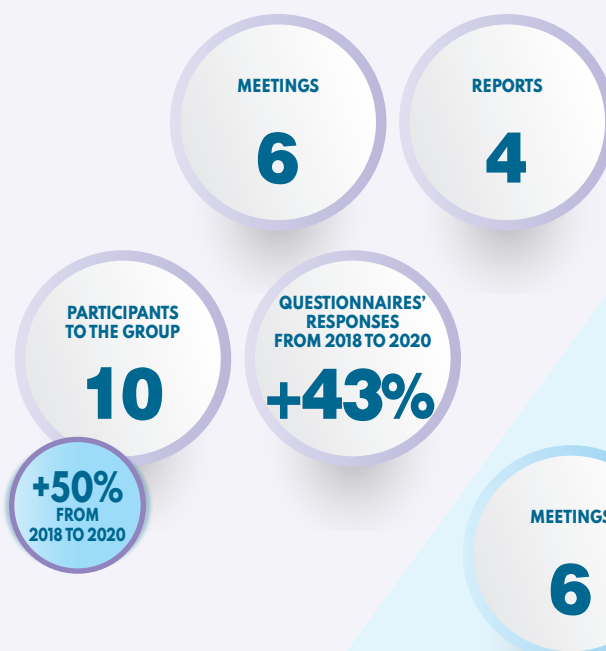 MEETINGS
6
REPORTS
4
PARTICIPANTS
TO THE GROUP
10
+50%
FROM
2018 TO 2020
QUESTIONNAIRES’
RESPONSES
FROM 2018 TO 2020
+43%
MEETINGS
6